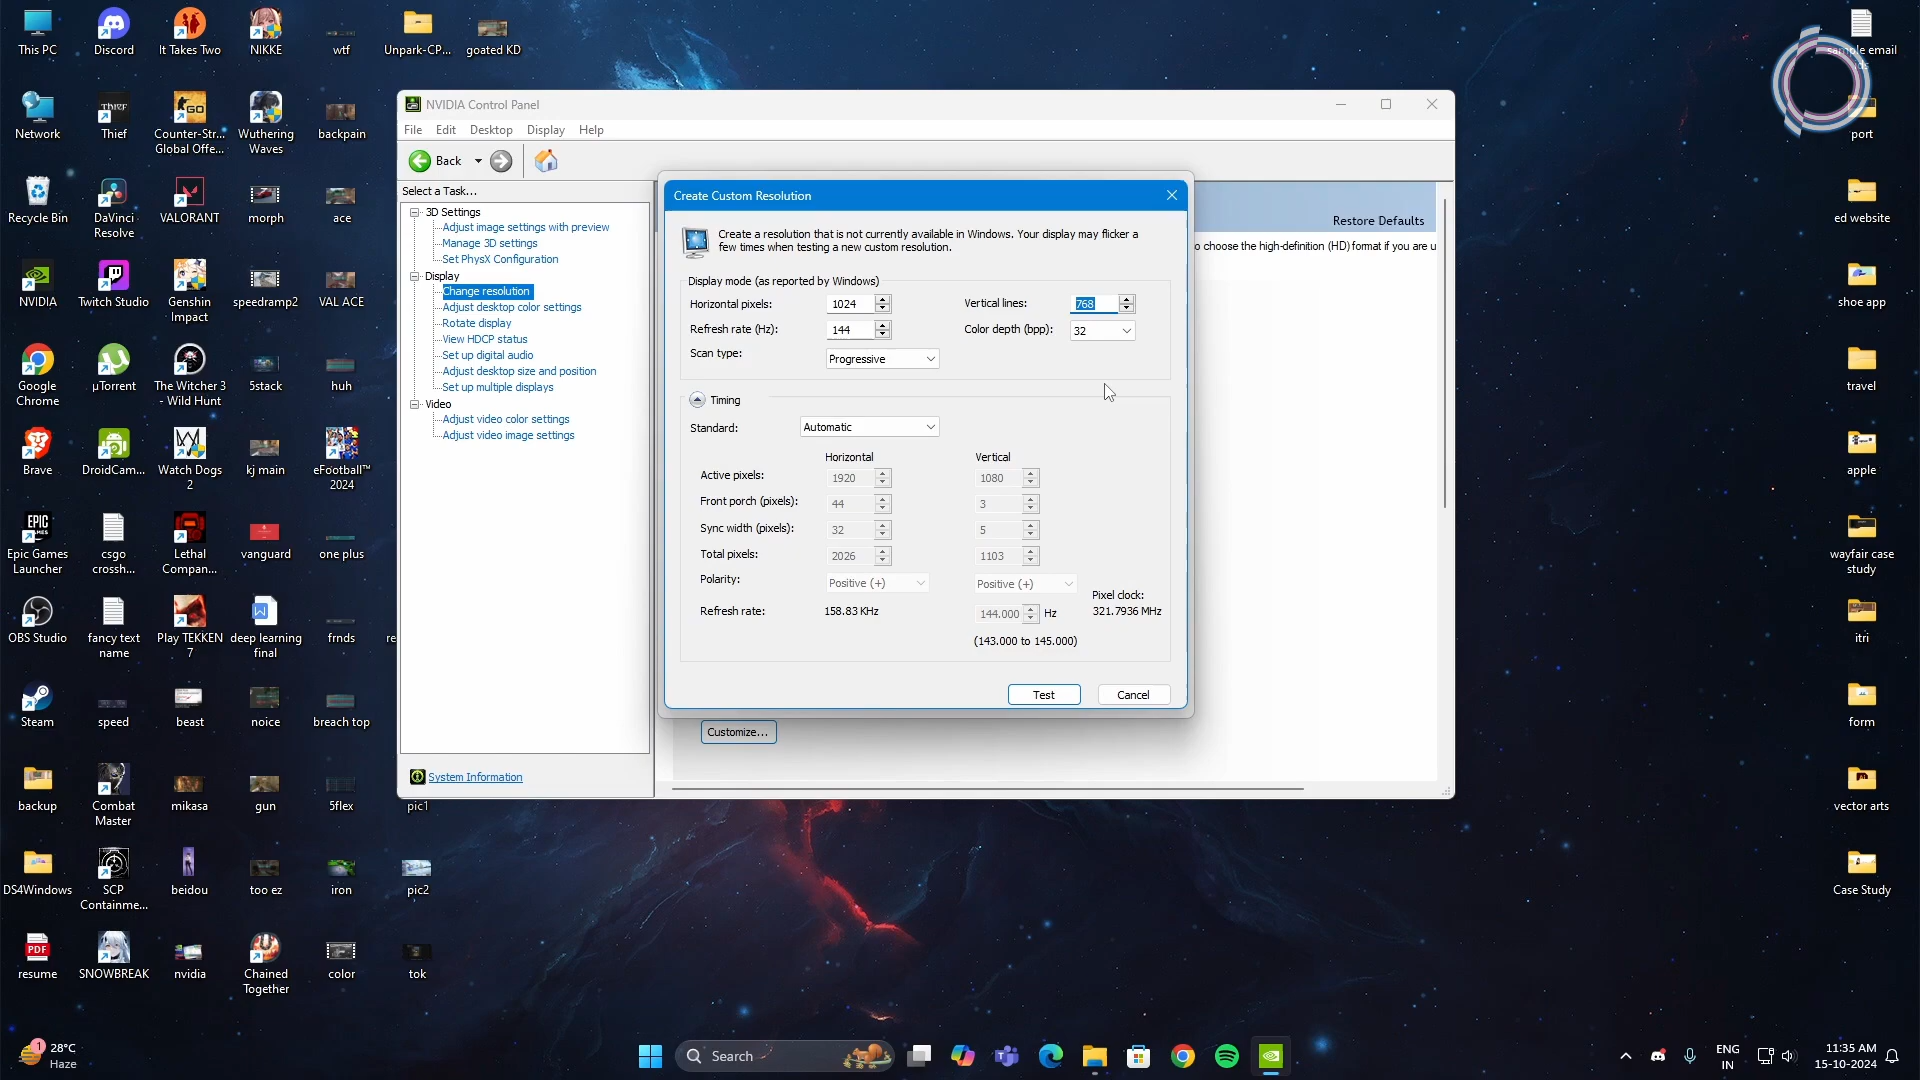 This PC
Discord
It Takes Two
NIKKE
wtf
Unpark-CP...
goated KD
sample email
Network
Thief
Counter-Str...
Global Offe...
Wuthering
Waves
backpain
port
Recycle Bin
DaVinci
Resolve
VALORANT
morph
ace
ed website
NVIDIA
Twitch Studio
Genshin
Impact
speedramp2
VAL ACE
shoe app
Google
Chrome
µTorrent
The Witcher 3
- Wild Hunt
5stack
huh
travel
Brave
DroidCam...
Watch Dogs
2
kj main
eFootball™
2024
apple
Epic Games
Launcher
csgo
crossh...
Lethal
Compan...
vanguard
one plus
wayfair case
study
OBS Studio
fancy text
name
Play TEKKEN
7
deep learning
final
frnds
re
itri
Steam
speed
beast
noice
breach top
form
backup
Combat
Master
mikasa
gun
5flex
pic1
vector arts
DS4Windows
SCP
Containme...
beidou
too ez
iron
pic2
Case Study
resume
SNOWBREAK
nvidia
Chained
Together
color
tok
NVIDIA Control Panel
File Edit Desktop Display Help
Back
Select a Task...
3D Settings
Adjust image settings with preview
Manage 3D settings
Set PhysX Configuration
Display
Change resolution
Adjust desktop color settings
Rotate display
View HDCP status
Set up digital audio
Adjust desktop size and position
Set up multiple displays
Video
Adjust video color settings
Adjust video image settings
System Information
Restore Defaults
o choose the high-definition (HD) format if you are u
Customize...
Create Custom Resolution
Create a resolution that is not currently available in Windows. Your display may flicker a
few times when testing a new custom resolution.
Display mode (as reported by Windows)
Horizontal pixels: 1024 Vertical lines: 768
Refresh rate (Hz): 144 Color depth (bpp): 32
Scan type: Progressive
Timing
Standard: Automatic
Horizontal Vertical
Active pixels: 1920 1080
Front porch (pixels): 44 3
Sync width (pixels): 32 5
Total pixels: 2026 1103
Polarity: Positive (+) Positive (+)
Pixel clock:
Refresh rate: 158.83 KHz 144.000 Hz 321.7936 MHz
(143.000 to 145.000)
Test Cancel
1
28°C
Haze
Search
ENG
IN
11:35 AM
15-10-2024